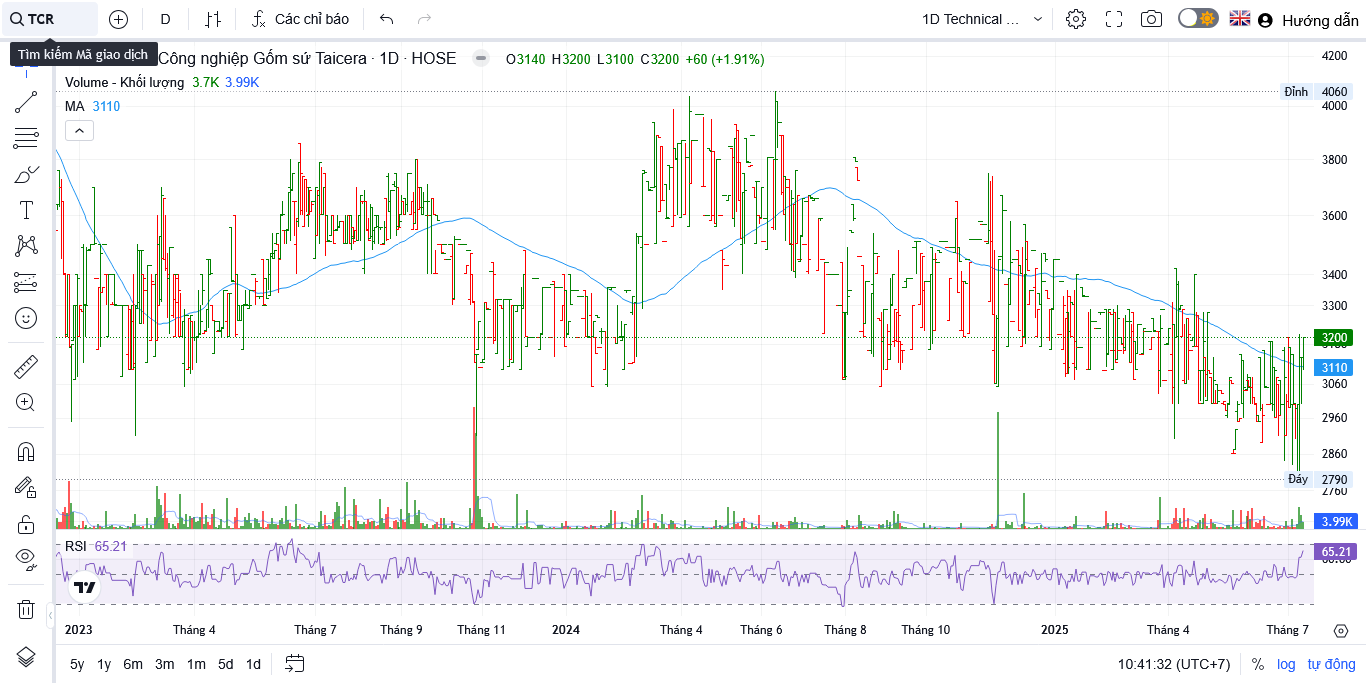 TCR
D
Các chỉ báo
1D Technical ...
Hướng dẫn
Tìm kiếm Mã giao dịch
Công nghiệp Gốm sứ Taicera · 1D · HOSE
O3140 H3200 L3100 C3200 +60 (+1.91%)
Volume - Khối lượng 3.7K 3.99K
MA 3110
4200
Đỉnh 4060
4000
3800
3600
3400
3300
3200
3110
3060
2960
2860
Đáy 2790
2760
3.99K
RSI 65.21
65.21
2023 Tháng 4 Tháng 7 Tháng 9 Tháng 11 2024 Tháng 4 Tháng 6 Tháng 8 Tháng 10 2025 Tháng 4 Tháng 7
5y 1y 6m 3m 1m 5d 1d
10:41:32 (UTC+7) % log tự động